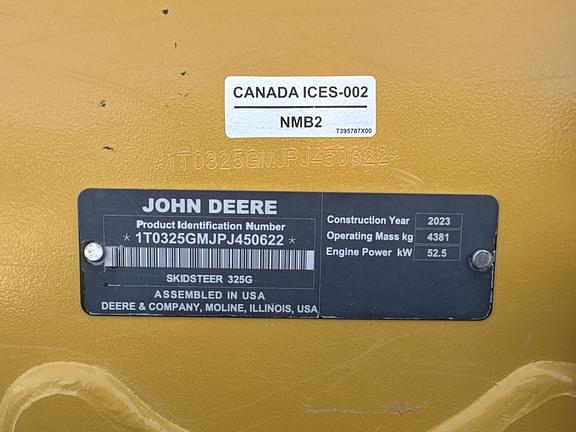 CANADA ICES-002
NMB2
T395787X00
*1T0325GMJPJ450622*
JOHN DEERE
Product Identification Number
* 1T0325GMJPJ450622 *
SKIDSTEER 325G
ASSEMBLED IN USA
DEERE & COMPANY, MOLINE, ILLINOIS, USA
Construction Year 2023
Operating Mass kg 4381
Engine Power kW 52.5